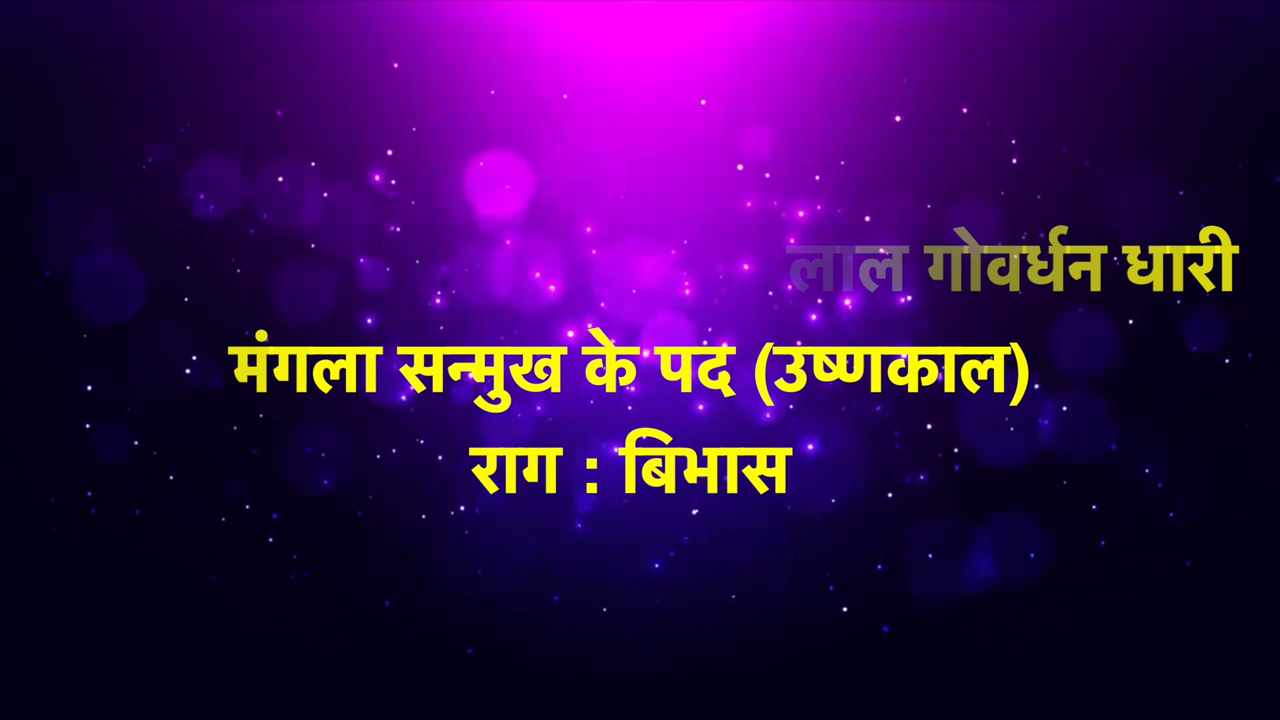 लाल गोवर्धन धारी
मंगला सन्मुख के पद (उष्णकाल)
राग : बिभास